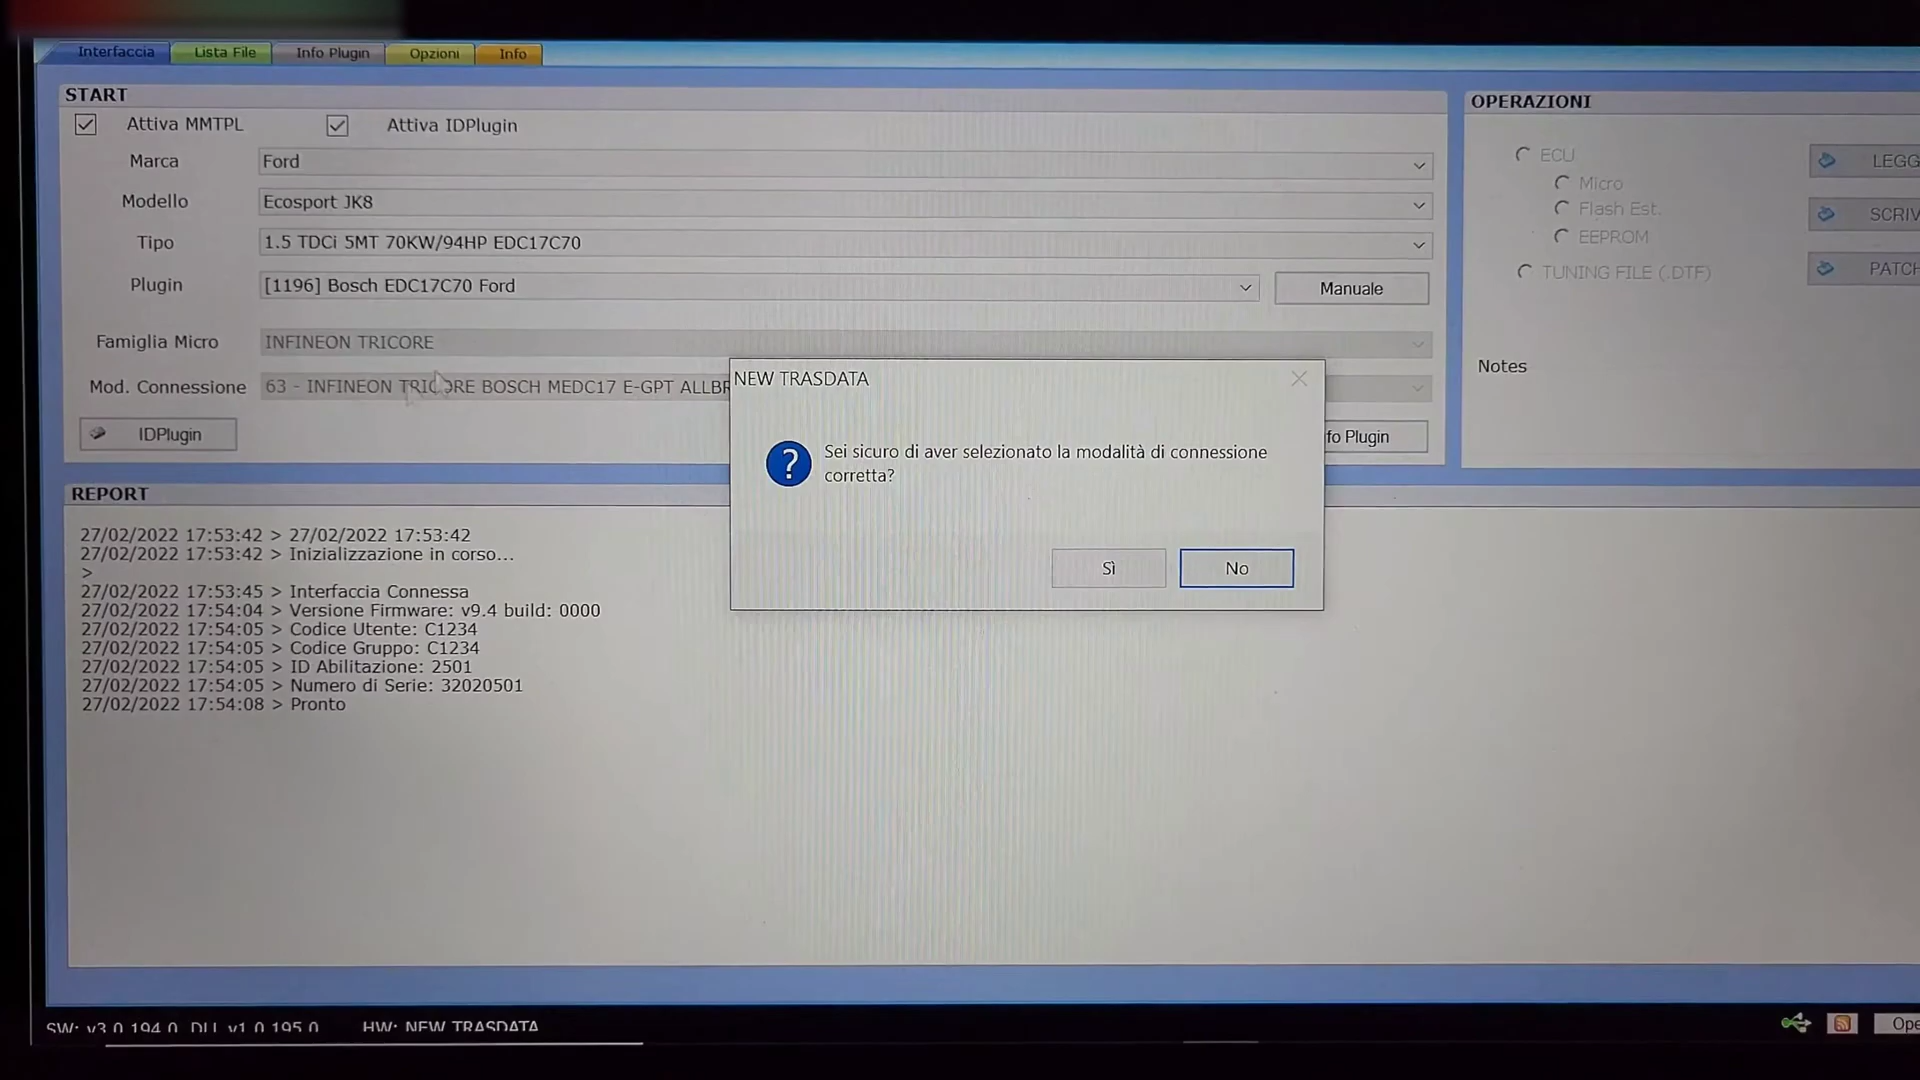 Interfaccia
Lista File
Info Plugin
Opzioni
Info
START
Attiva MMTPL
Attiva IDPlugin
Marca
Ford
Modello
Ecosport JK8
Tipo
1.5 TDCi 5MT 70KW/94HP EDC17C70
Plugin
[1196] Bosch EDC17C70 Ford
Manuale
Famiglia Micro
INFINEON TRICORE
Mod. Connessione
63 - INFINEON TRICORE BOSCH MEDC17 E-GPT ALLBR
IDPlugin
fo Plugin
OPERAZIONI
ECU
Micro
Flash Est.
EEPROM
TUNING FILE (.DTF)
LEGG
SCRIV
PATCH
Notes
NEW TRASDATA
Sei sicuro di aver selezionato la modalità di connessione
corretta?
Sì
No
REPORT
27/02/2022 17:53:42 > 27/02/2022 17:53:42
27/02/2022 17:53:42 > Inizializzazione in corso...
>
27/02/2022 17:53:45 > Interfaccia Connessa
27/02/2022 17:54:04 > Versione Firmware: v9.4 build: 0000
27/02/2022 17:54:05 > Codice Utente: C1234
27/02/2022 17:54:05 > Codice Gruppo: C1234
27/02/2022 17:54:05 > ID Abilitazione: 2501
27/02/2022 17:54:05 > Numero di Serie: 32020501
27/02/2022 17:54:08 > Pronto
SW: v3.0.194.0, DLL v1.0.195.0
HW: NEW TRASDATA
Ope